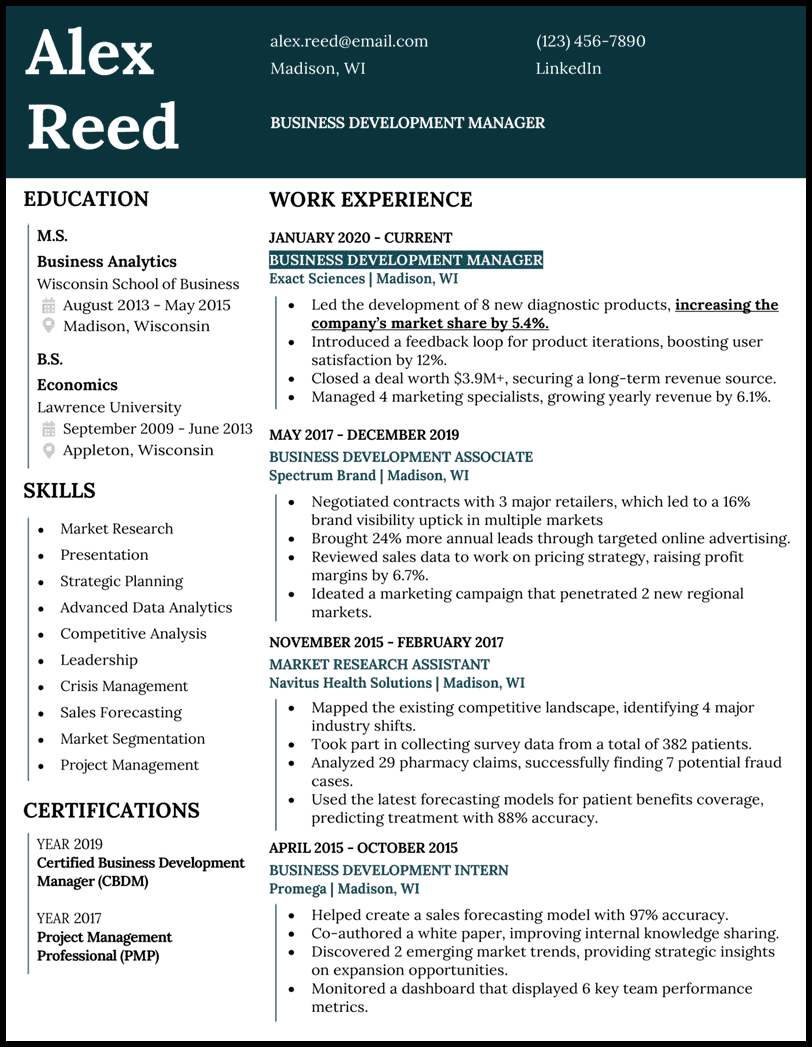 Alex
Reed
alex.reed@email.com
(123) 456-7890
Madison, WI
LinkedIn
BUSINESS DEVELOPMENT MANAGER
EDUCATION
M.S.
Business Analytics
Wisconsin School of Business
August 2013 - May 2015
Madison, Wisconsin
B.S.
Economics
Lawrence University
September 2009 - June 2013
Appleton, Wisconsin
SKILLS
• Market Research
• Presentation
• Strategic Planning
• Advanced Data Analytics
• Competitive Analysis
• Leadership
• Crisis Management
• Sales Forecasting
• Market Segmentation
• Project Management
CERTIFICATIONS
YEAR 2019
Certified Business Development
Manager (CBDM)
YEAR 2017
Project Management
Professional (PMP)
WORK EXPERIENCE
JANUARY 2020 - CURRENT
BUSINESS DEVELOPMENT MANAGER
Exact Sciences | Madison, WI
• Led the development of 8 new diagnostic products, increasing the
company's market share by 5.4%.
• Introduced a feedback loop for product iterations, boosting user
satisfaction by 12%.
• Closed a deal worth $3.9M+, securing a long-term revenue source.
• Managed 4 marketing specialists, growing yearly revenue by 6.1%.
MAY 2017 - DECEMBER 2019
BUSINESS DEVELOPMENT ASSOCIATE
Spectrum Brand | Madison, WI
• Negotiated contracts with 3 major retailers, which led to a 16%
brand visibility uptick in multiple markets
• Brought 24% more annual leads through targeted online advertising.
• Reviewed sales data to work on pricing strategy, raising profit
margins by 6.7%.
• Ideated a marketing campaign that penetrated 2 new regional
markets.
NOVEMBER 2015 - FEBRUARY 2017
MARKET RESEARCH ASSISTANT
Navitus Health Solutions | Madison, WI
• Mapped the existing competitive landscape, identifying 4 major
industry shifts.
• Took part in collecting survey data from a total of 382 patients.
• Analyzed 29 pharmacy claims, successfully finding 7 potential fraud
cases.
• Used the latest forecasting models for patient benefits coverage,
predicting treatment with 88% accuracy.
APRIL 2015 - OCTOBER 2015
BUSINESS DEVELOPMENT INTERN
Promega | Madison, WI
• Helped create a sales forecasting model with 97% accuracy.
• Co-authored a white paper, improving internal knowledge sharing.
• Discovered 2 emerging market trends, providing strategic insights
on expansion opportunities.
• Monitored a dashboard that displayed 6 key team performance
metrics.